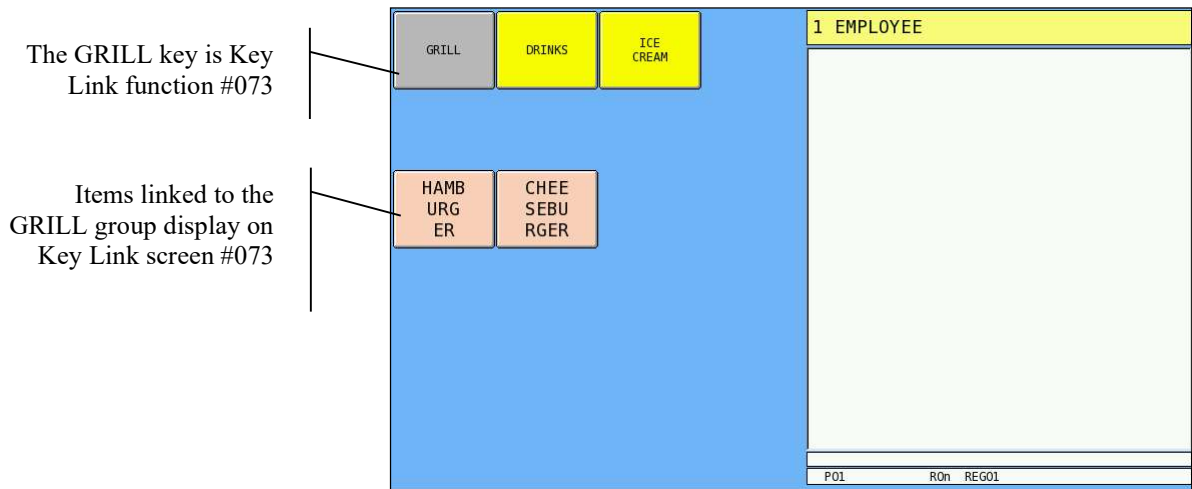 The GRILL key is Key
Link function #073
Items linked to the
GRILL group display on
Key Link screen #073
GRILL
DRINKS
ICE
CREAM
1 EMPLOYEE
HAMB
URG
ER
CHEE
SEBU
RGER
P01 ROn REG01